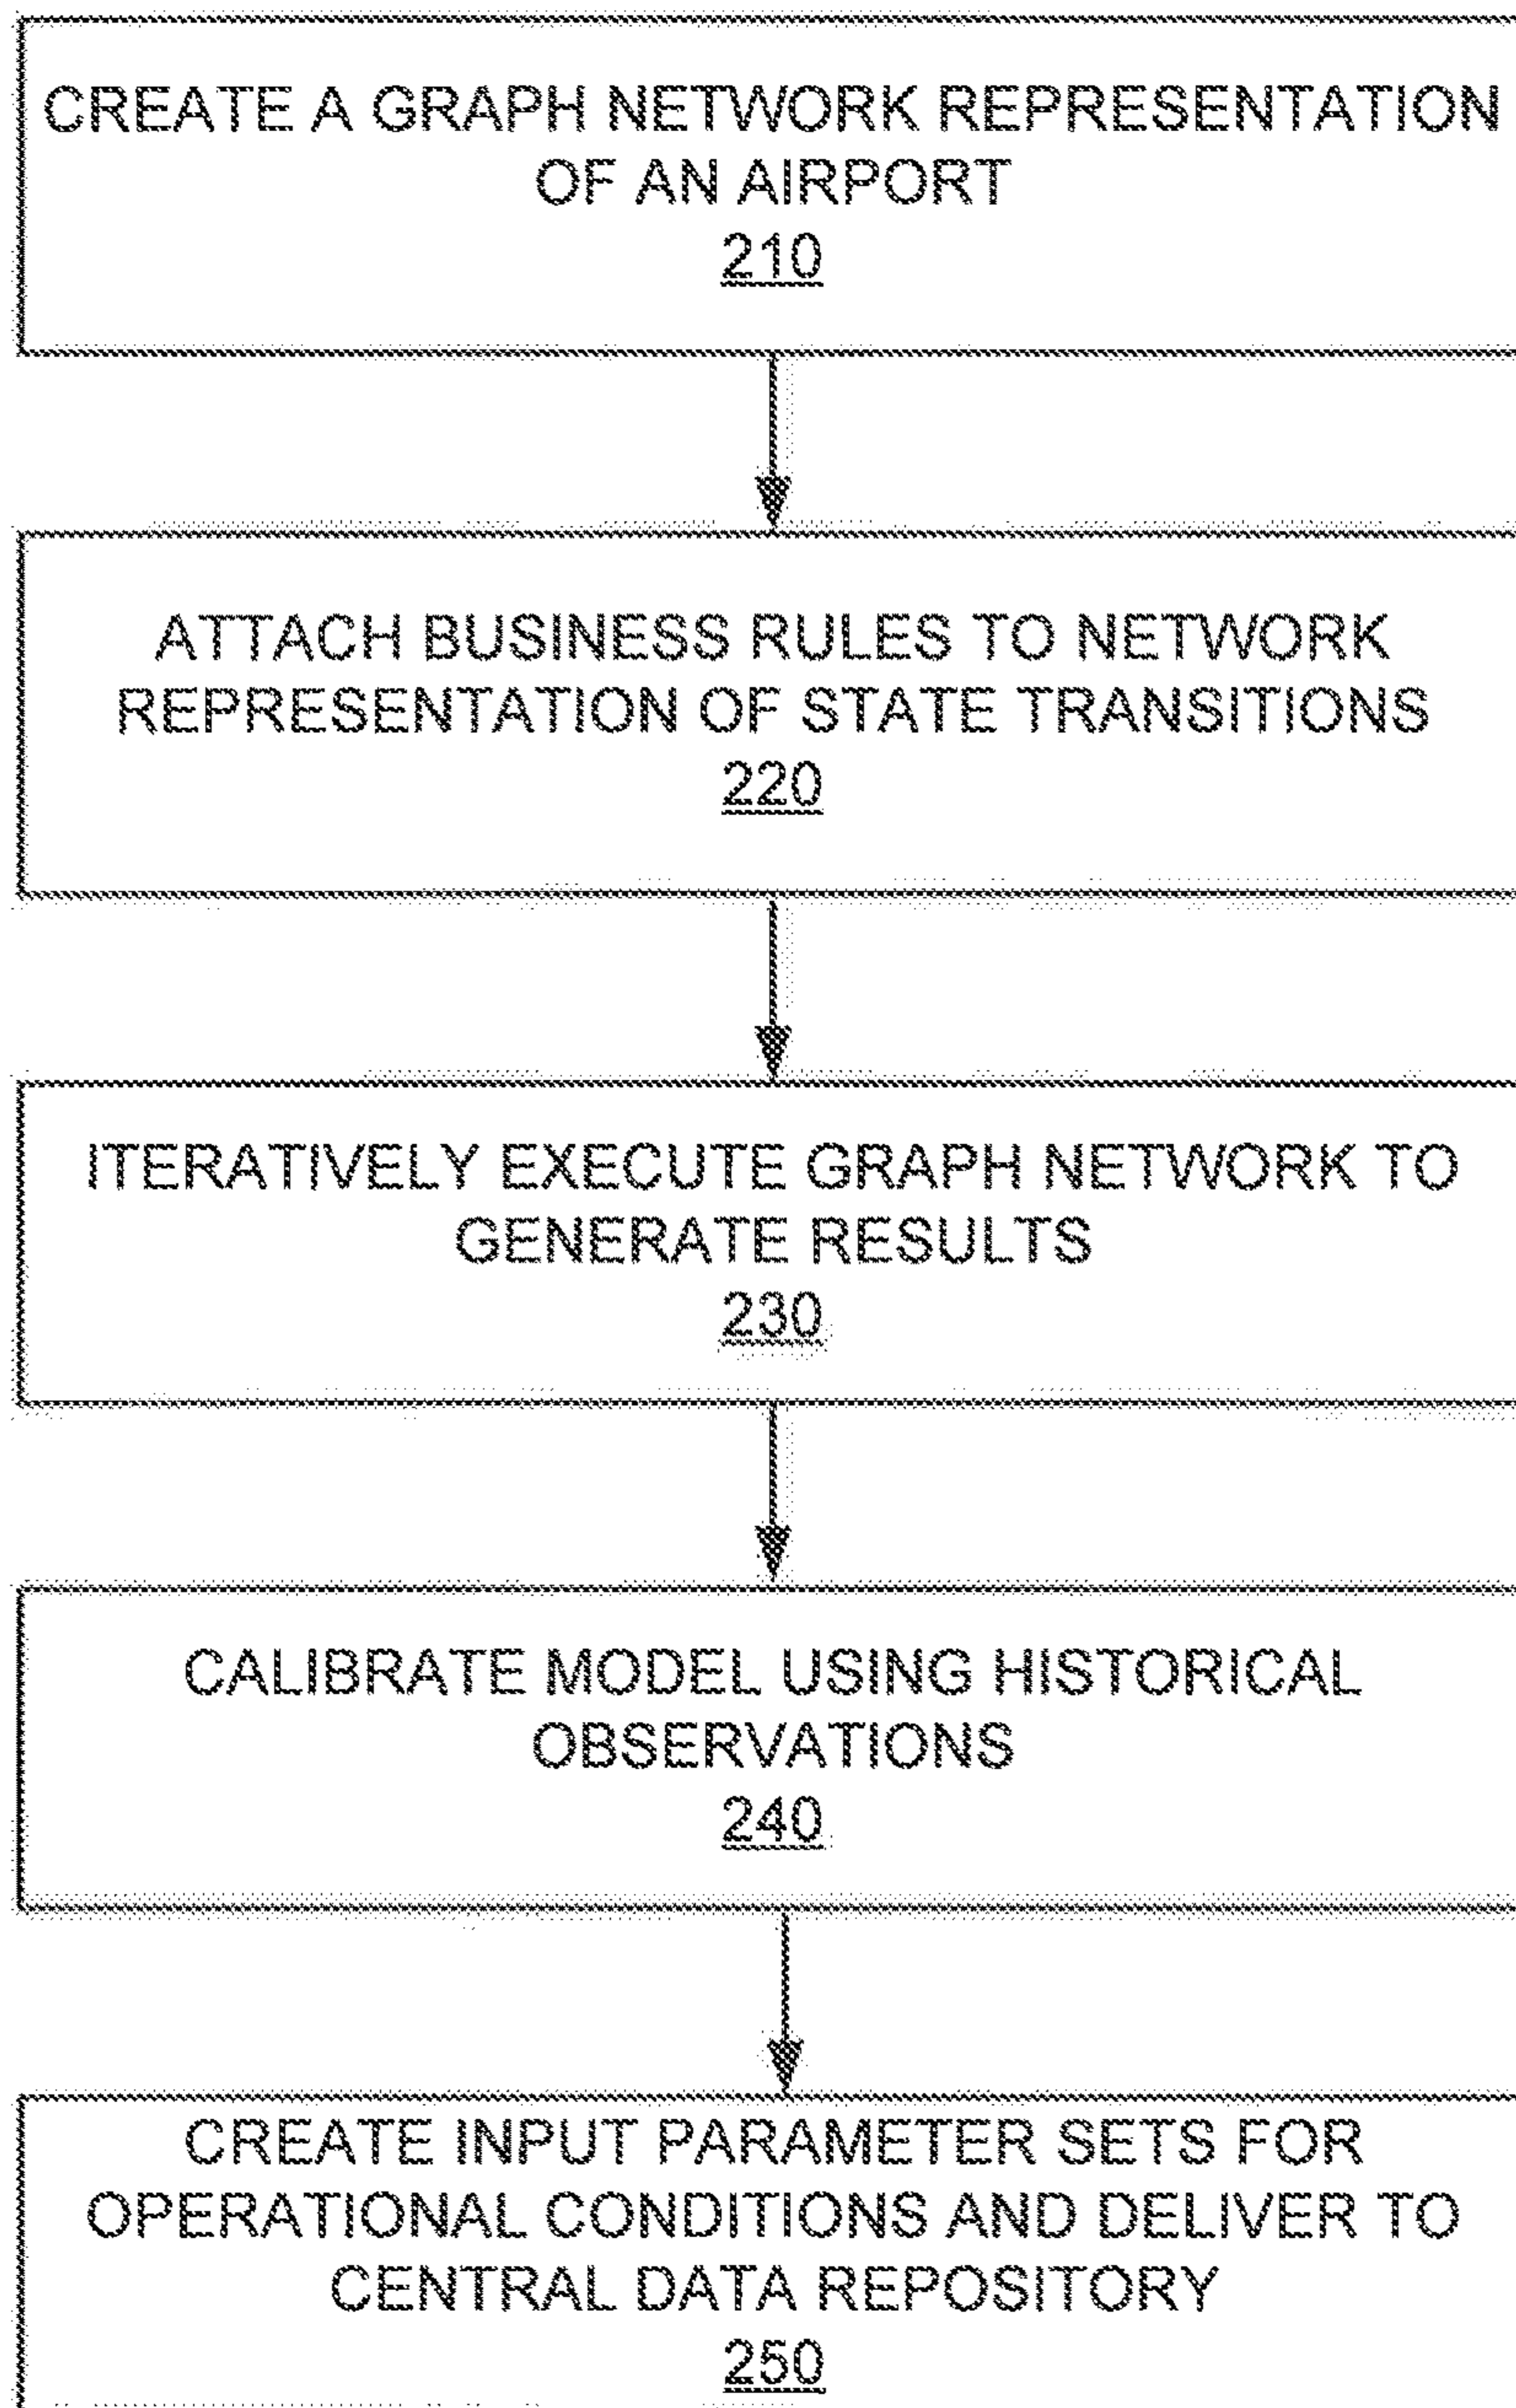 CREATE A GRAPH NETWORK REPRESENTATION
OF AN AIRPORT
210
ATTACH BUSINESS RULES TO NETWORK
REPRESENTATION OF STATE TRANSITIONS
220
ITERATIVELY EXECUTE GRAPH NETWORK TO
GENERATE RESULTS
230
CALIBRATE MODEL USING HISTORICAL
OBSERVATIONS
240
CREATE INPUT PARAMETER SETS FOR
OPERATIONAL CONDITIONS AND DELIVER TO
CENTRAL DATA REPOSITORY
250